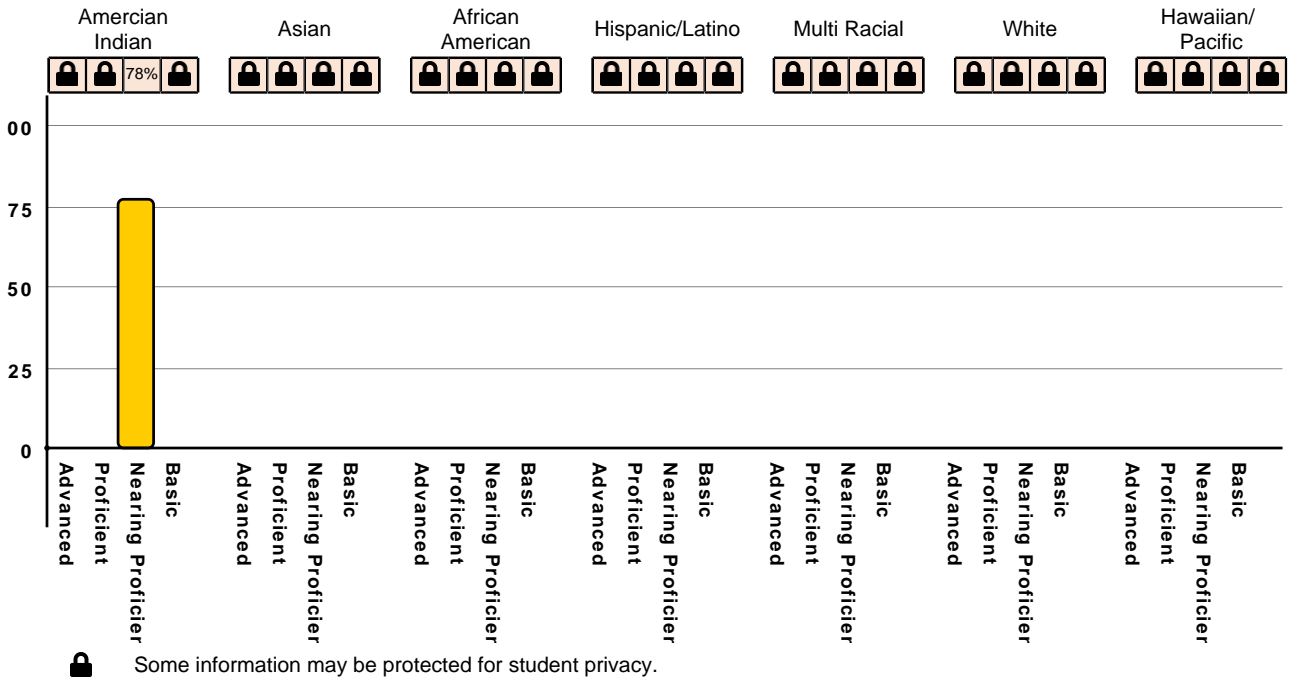 Amercian
Indian
Asian
African
American
Hispanic/Latino
Multi Racial
White
Hawaiian/
Pacific
78%
00
75
50
25
0
Advanced
Proficient
Nearing Proficier
Basic
Advanced
Proficient
Nearing Proficier
Basic
Advanced
Proficient
Nearing Proficier
Basic
Advanced
Proficient
Nearing Proficier
Basic
Advanced
Proficient
Nearing Proficier
Basic
Advanced
Proficient
Nearing Proficier
Basic
Advanced
Proficient
Nearing Proficier
Basic
Some information may be protected for student privacy.